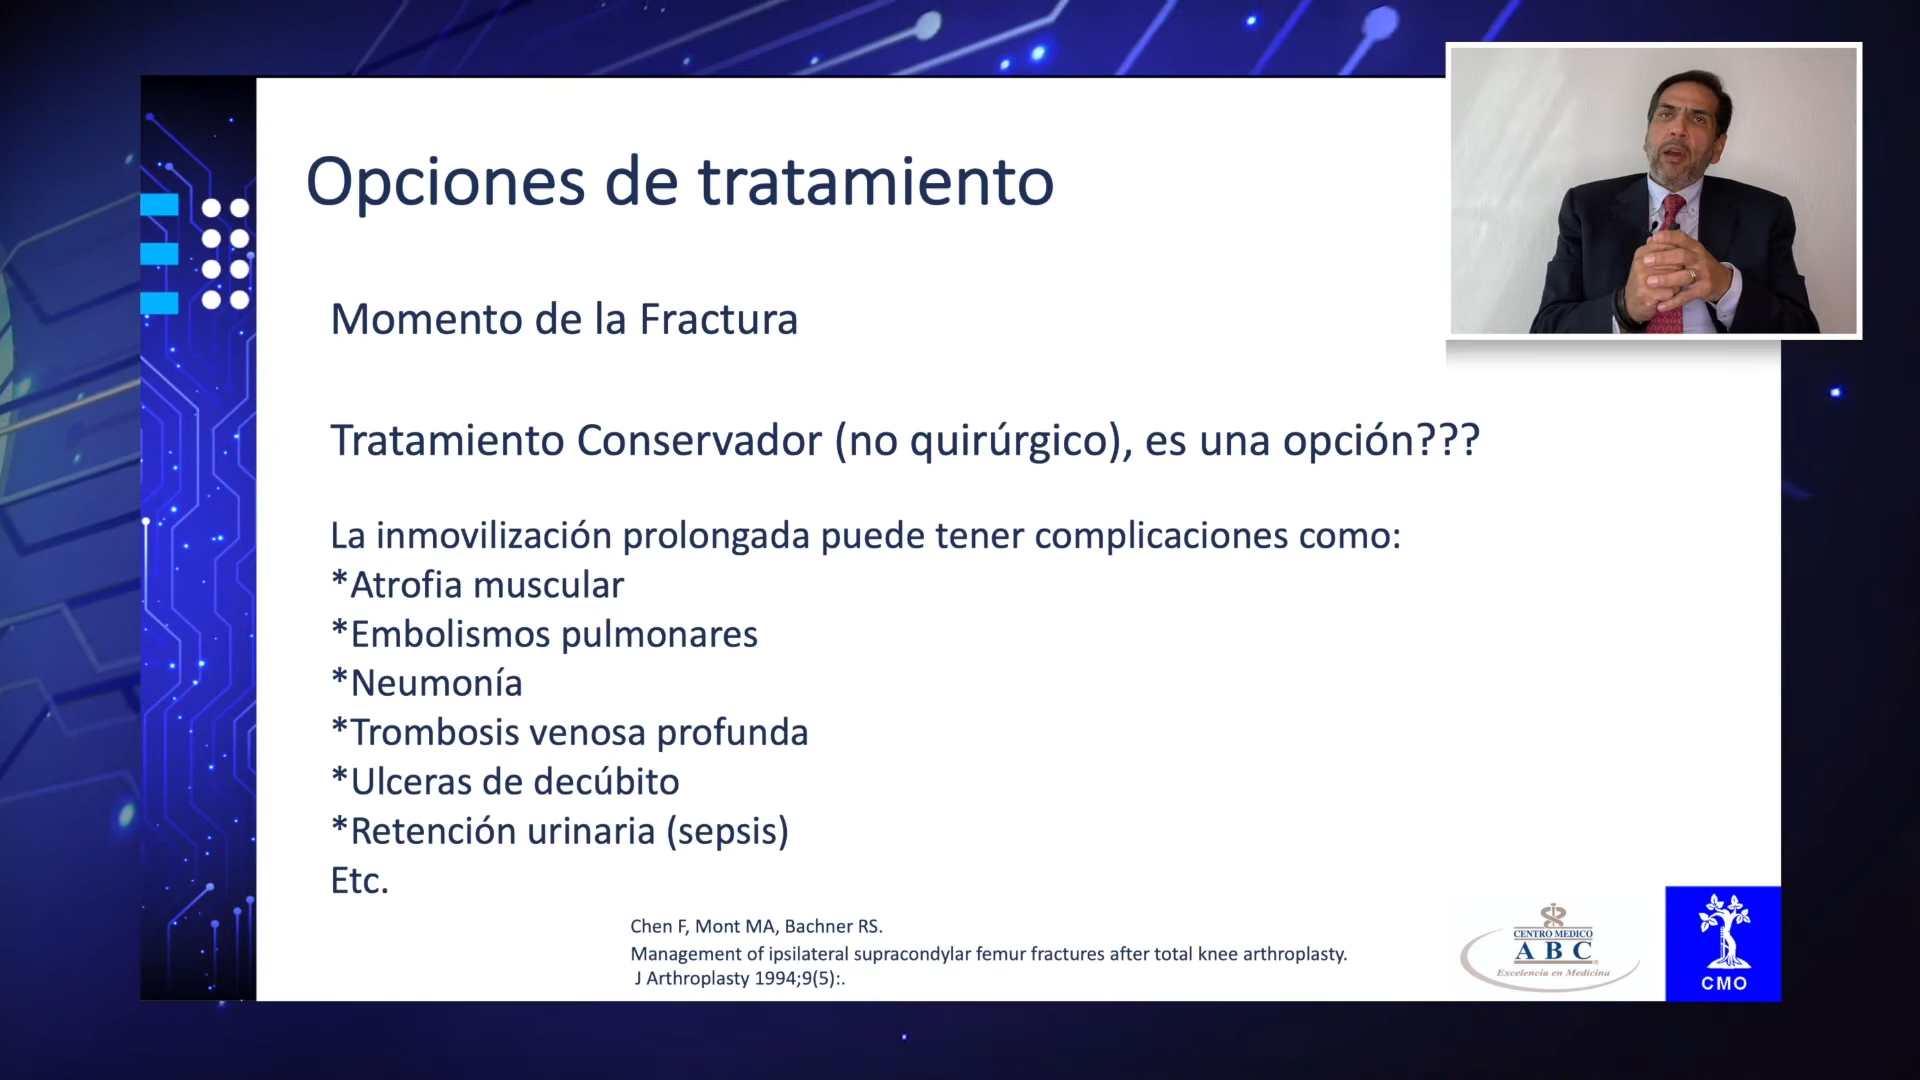 Opciones de tratamiento
Momento de la Fractura
Tratamiento Conservador (no quirúrgico), es una opción???
La inmovilización prolongada puede tener complicaciones como:
*Atrofia muscular
*Embolismos pulmonares
*Neumonía
*Trombosis venosa profunda
*Ulceras de decúbito
*Retención urinaria (sepsis)
Etc.
Chen F, Mont MA, Bachner RS.
Management of ipsilateral supracondylar femur fractures after total knee arthroplasty.
J Arthroplasty 1994;9(5):.
CENTRO MEDICO
ABC
Excelencia en Medicina
CMO